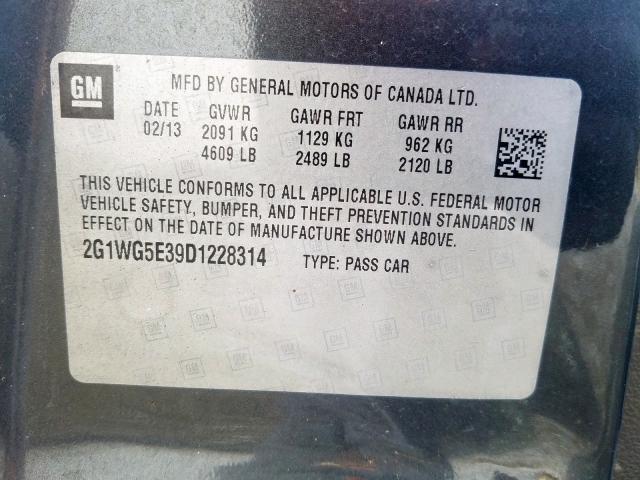 GM
MFD BY GENERAL MOTORS OF CANADA LTD.
DATE GVWR GAWR FRT GAWR RR
02/13 2091 KG 1129 KG 962 KG
4609 LB 2489 LB 2120 LB
THIS VEHICLE CONFORMS TO ALL APPLICABLE U.S. FEDERAL MOTOR
VEHICLE SAFETY, BUMPER, AND THEFT PREVENTION STANDARDS IN
EFFECT ON THE DATE OF MANUFACTURE SHOWN ABOVE.
2G1WG5E39D1228314 TYPE: PASS CAR